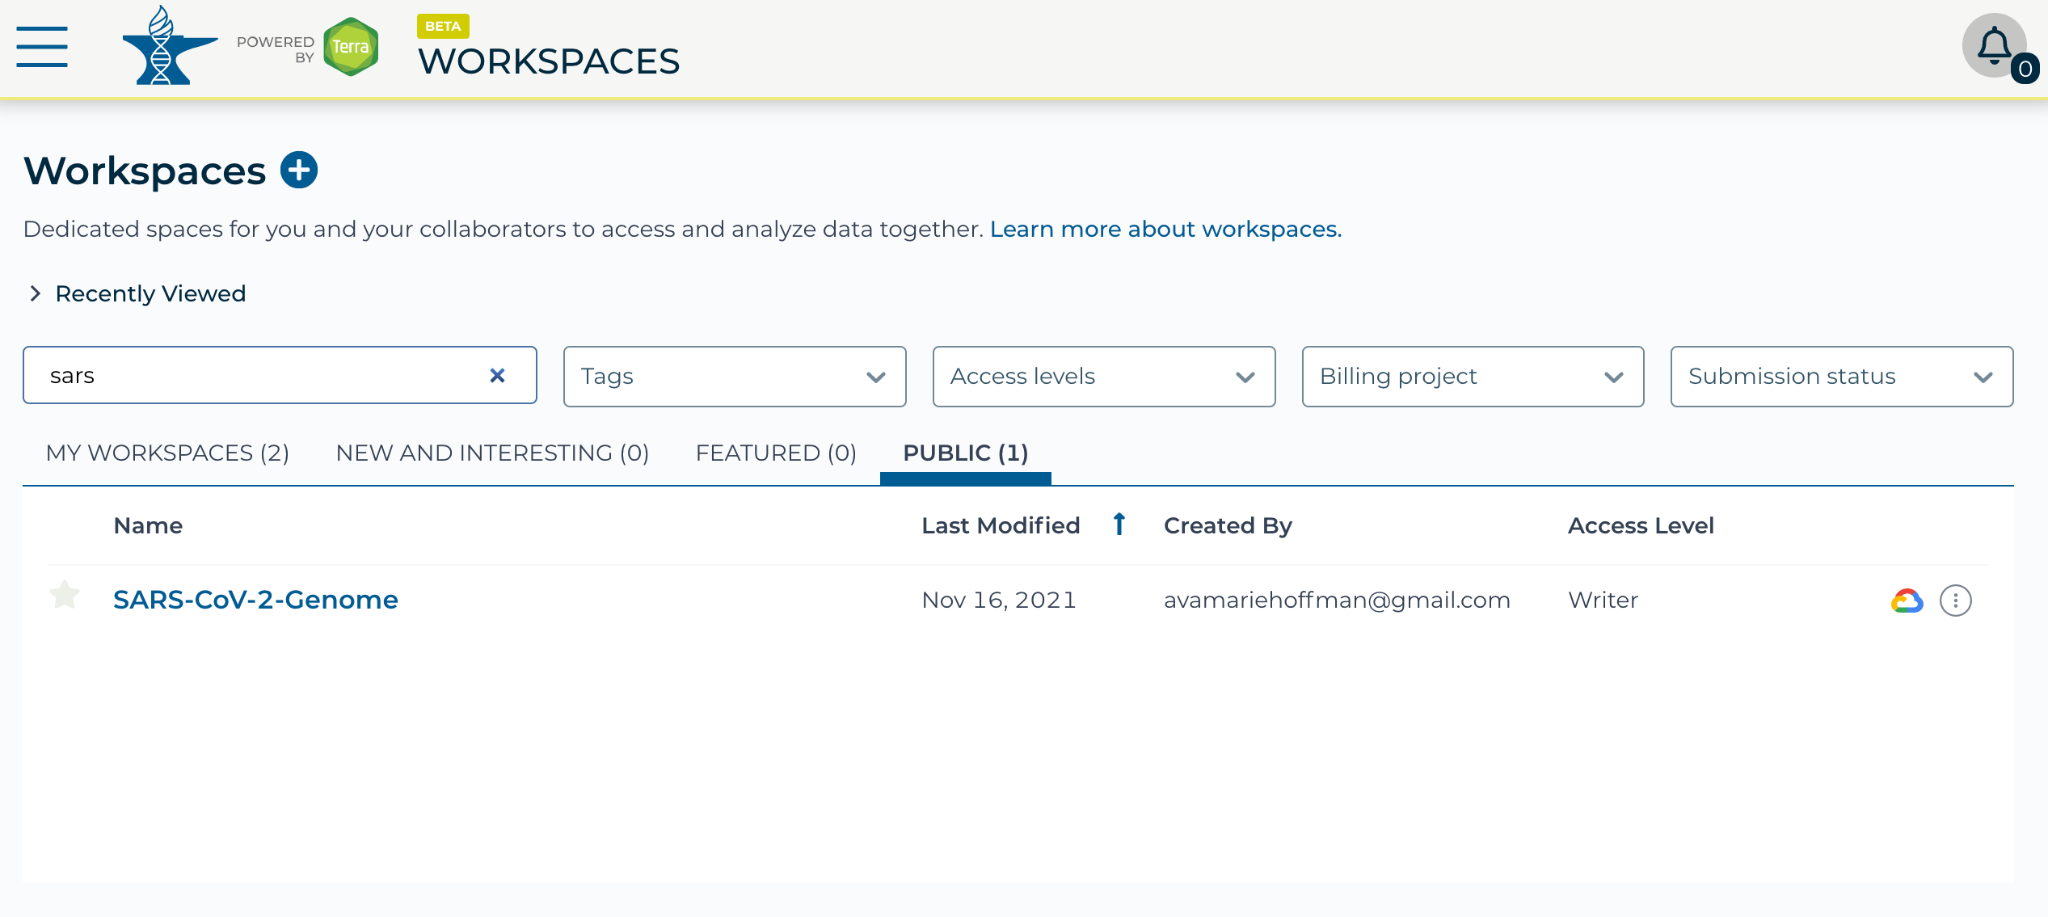 POWERED
BY
Terra
BETA
WORKSPACES
0
Workspaces
Dedicated spaces for you and your collaborators to access and analyze data together. Learn more about workspaces.
Recently Viewed
sars
Tags
Access levels
Billing project
Submission status
MY WORKSPACES (2)
NEW AND INTERESTING (0)
FEATURED (0)
PUBLIC (1)
Name
Last Modified
Created By
Access Level
SARS-CoV-2-Genome
Nov 16, 2021
avamariehoffman@gmail.com
Writer